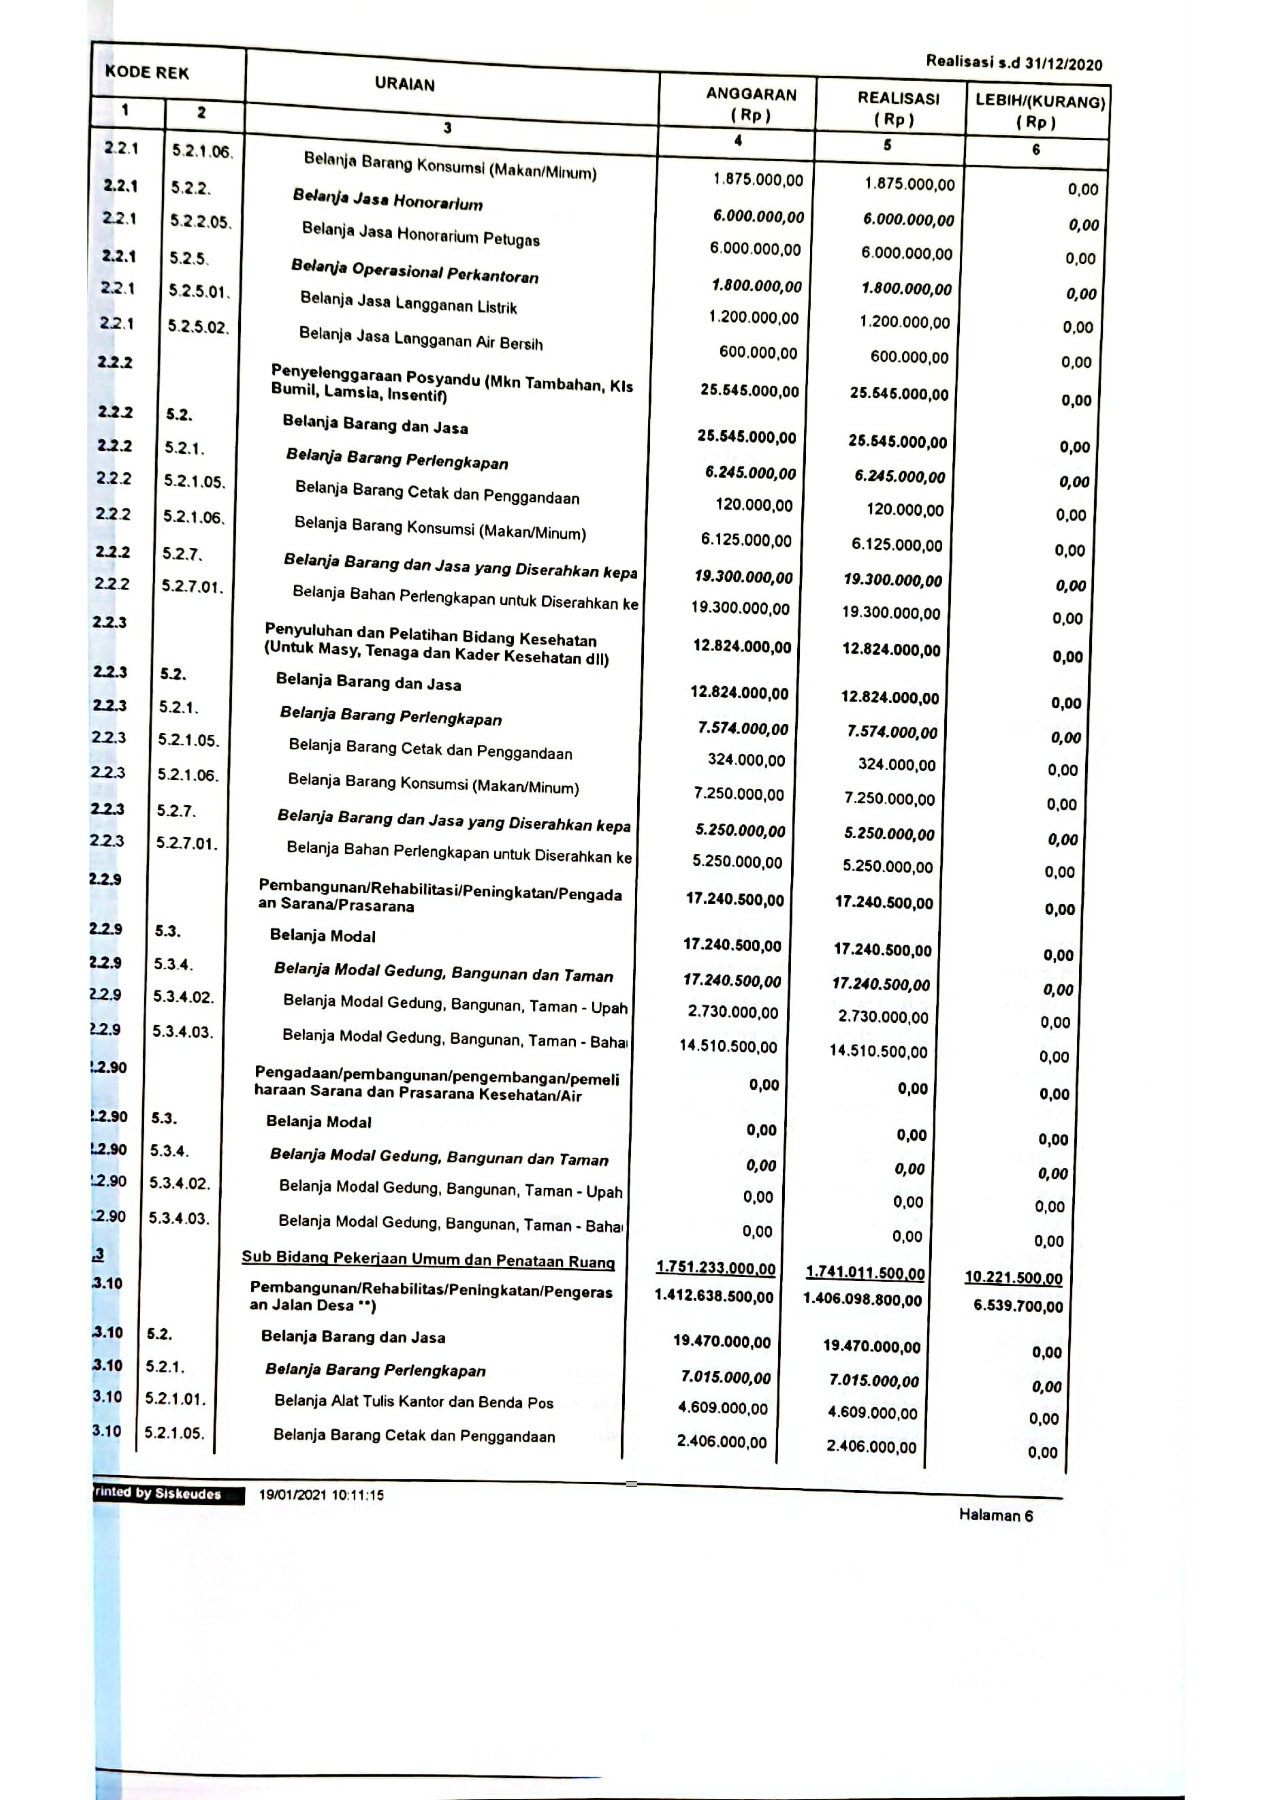 Realisasi s.d 31/12/2020
KODE REK URAIAN ANGGARAN ( Rp ) REALISASI ( Rp ) LEBIH/(KURANG) ( Rp )
1 2 3 4 5 6
2.2.1 5.2.1.06. Belanja Barang Konsumsi (Makan/Minum) 1.875.000,00 1.875.000,00 0,00
2.2.1 5.2.2. Belanja Jasa Honorarium 6.000.000,00 6.000.000,00 0,00
2.2.1 5.2.2.05. Belanja Jasa Honorarium Petugas 6.000.000,00 6.000.000,00 0,00
2.2.1 5.2.5. Belanja Operasional Perkantoran 1.800.000,00 1.800.000,00 0,00
2.2.1 5.2.5.01. Belanja Jasa Langganan Listrik 1.200.000,00 1.200.000,00 0,00
2.2.1 5.2.5.02. Belanja Jasa Langganan Air Bersih 600.000,00 600.000,00 0,00
2.2.2 Penyelenggaraan Posyandu (Mkn Tambahan, Kls
Bumil, Lamsia, Insentif) 25.545.000,00 25.545.000,00 0,00
2.2.2 5.2. Belanja Barang dan Jasa 25.545.000,00 25.545.000,00 0,00
2.2.2 5.2.1. Belanja Barang Perlengkapan 6.245.000,00 6.245.000,00 0,00
2.2.2 5.2.1.05. Belanja Barang Cetak dan Penggandaan 120.000,00 120.000,00 0,00
2.2.2 5.2.1.06. Belanja Barang Konsumsi (Makan/Minum) 6.125.000,00 6.125.000,00 0,00
2.2.2 5.2.7. Belanja Barang dan Jasa yang Diserahkan kepa 19.300.000,00 19.300.000,00 0,00
2.2.2 5.2.7.01. Belanja Bahan Perlengkapan untuk Diserahkan ke 19.300.000,00 19.300.000,00 0,00
2.2.3 Penyuluhan dan Pelatihan Bidang Kesehatan
(Untuk Masy, Tenaga dan Kader Kesehatan dll) 12.824.000,00 12.824.000,00 0,00
2.2.3 5.2. Belanja Barang dan Jasa 12.824.000,00 12.824.000,00 0,00
2.2.3 5.2.1. Belanja Barang Perlengkapan 7.574.000,00 7.574.000,00 0,00
2.2.3 5.2.1.05. Belanja Barang Cetak dan Penggandaan 324.000,00 324.000,00 0,00
2.2.3 5.2.1.06. Belanja Barang Konsumsi (Makan/Minum) 7.250.000,00 7.250.000,00 0,00
2.2.3 5.2.7. Belanja Barang dan Jasa yang Diserahkan kepa 5.250.000,00 5.250.000,00 0,00
2.2.3 5.2.7.01. Belanja Bahan Perlengkapan untuk Diserahkan ke 5.250.000,00 5.250.000,00 0,00
2.2.9 Pembangunan/Rehabilitasi/Peningkatan/Pengada
an Sarana/Prasarana 17.240.500,00 17.240.500,00 0,00
2.2.9 5.3. Belanja Modal 17.240.500,00 17.240.500,00 0,00
2.2.9 5.3.4. Belanja Modal Gedung, Bangunan dan Taman 17.240.500,00 17.240.500,00 0,00
2.2.9 5.3.4.02. Belanja Modal Gedung, Bangunan, Taman - Upah 2.730.000,00 2.730.000,00 0,00
2.2.9 5.3.4.03. Belanja Modal Gedung, Bangunan, Taman - Baha 14.510.500,00 14.510.500,00 0,00
.2.90 Pengadaan/pembangunan/pengembangan/pemeli
haraan Sarana dan Prasarana Kesehatan/Air 0,00 0,00 0,00
.2.90 5.3. Belanja Modal 0,00 0,00 0,00
.2.90 5.3.4. Belanja Modal Gedung, Bangunan dan Taman 0,00 0,00 0,00
.2.90 5.3.4.02. Belanja Modal Gedung, Bangunan, Taman - Upah 0,00 0,00 0,00
.2.90 5.3.4.03. Belanja Modal Gedung, Bangunan, Taman - Baha 0,00 0,00 0,00
.3 Sub Bidang Pekerjaan Umum dan Penataan Ruang 1.751.233.000,00 1.741.011.500,00 10.221.500,00
.3.10 Pembangunan/Rehabilitas/Peningkatan/Pengeras
an Jalan Desa **) 1.412.638.500,00 1.406.098.800,00 6.539.700,00
.3.10 5.2. Belanja Barang dan Jasa 19.470.000,00 19.470.000,00 0,00
.3.10 5.2.1. Belanja Barang Perlengkapan 7.015.000,00 7.015.000,00 0,00
3.10 5.2.1.01. Belanja Alat Tulis Kantor dan Benda Pos 4.609.000,00 4.609.000,00 0,00
3.10 5.2.1.05. Belanja Barang Cetak dan Penggandaan 2.406.000,00 2.406.000,00 0,00
rinted by Siskeudes 19/01/2021 10:11:15
Halaman 6